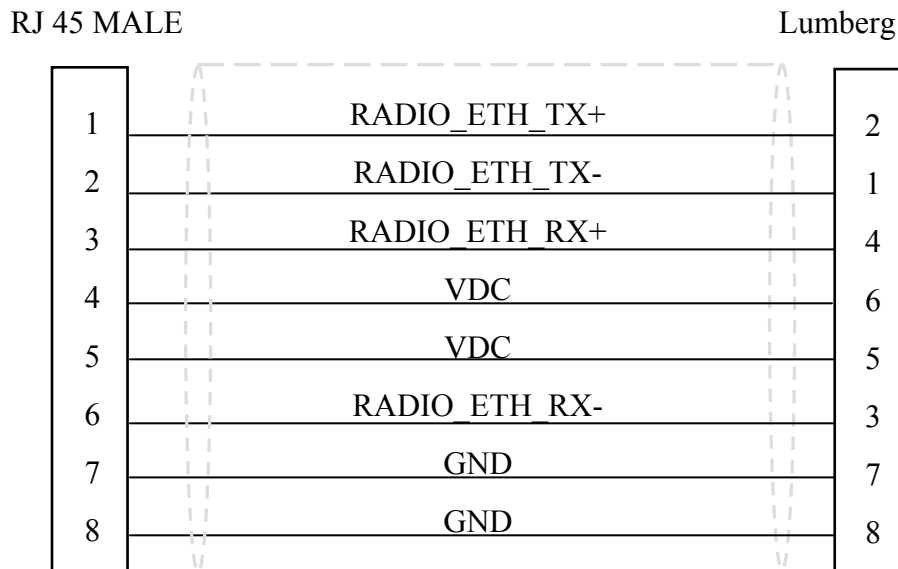 RJ 45 MALE Lumberg
1 RADIO_ETH_TX+ 2
2 RADIO_ETH_TX- 1
3 RADIO_ETH_RX+ 4
4 VDC 6
5 VDC 5
6 RADIO_ETH_RX- 3
7 GND 7
8 GND 8